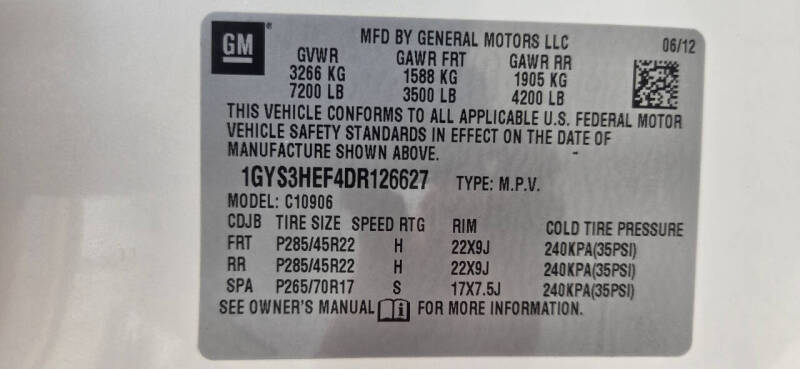 GM
MFD BY GENERAL MOTORS LLC 06/12
GVWR GAWR FRT GAWR RR
3266 KG 1588 KG 1905 KG
7200 LB 3500 LB 4200 LB
THIS VEHICLE CONFORMS TO ALL APPLICABLE U.S. FEDERAL MOTOR
VEHICLE SAFETY STANDARDS IN EFFECT ON THE DATE OF
MANUFACTURE SHOWN ABOVE.
1GYS3HEF4DR126627 TYPE: M.P.V.
MODEL: C10906
CDJB TIRE SIZE SPEED RTG RIM COLD TIRE PRESSURE
FRT P285/45R22 H 22X9J 240KPA(35PSI)
RR P285/45R22 H 22X9J 240KPA(35PSI)
SPA P265/70R17 S 17X7.5J 240KPA(35PSI)
SEE OWNER'S MANUAL i FOR MORE INFORMATION.